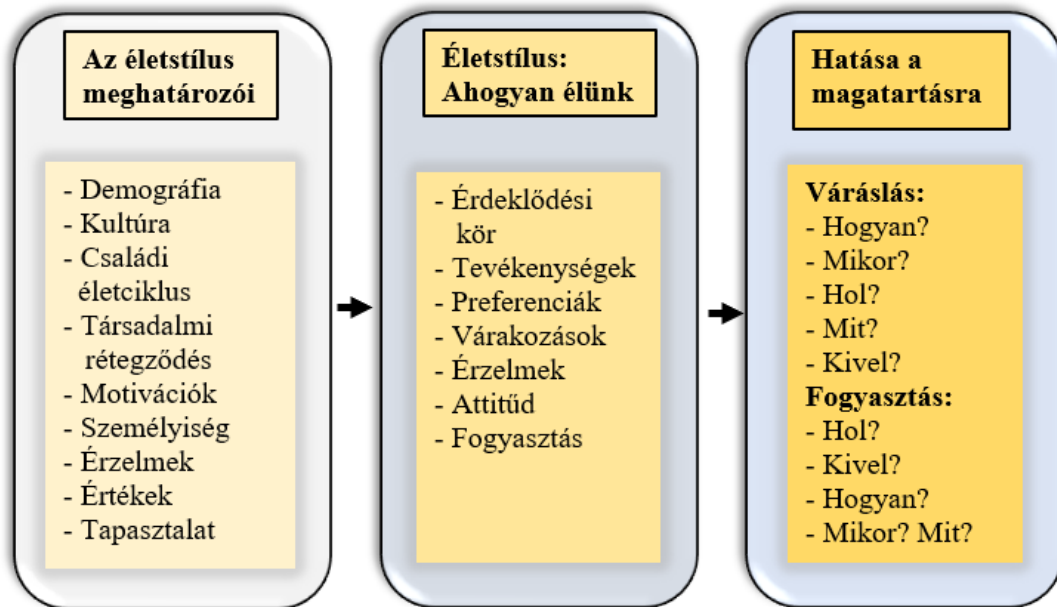 Az életstílus
meghatározói
- Demográfia
- Kultúra
- Családi
életciklus
- Társadalmi
rétegződés
- Motivációk
- Személyiség
- Érzelmek
- Értékek
- Tapasztalat
Életstílus:
Ahogyan élünk
- Érdeklődési
kör
- Tevékenységek
- Preferenciák
- Várakozások
- Érzelmek
- Attitűd
- Fogyasztás
Hatása a
magatartásra
Váráslás:
- Hogyan?
- Mikor?
- Hol?
- Mit?
- Kivel?
Fogyasztás:
- Hol?
- Kivel?
- Hogyan?
- Mikor? Mit?